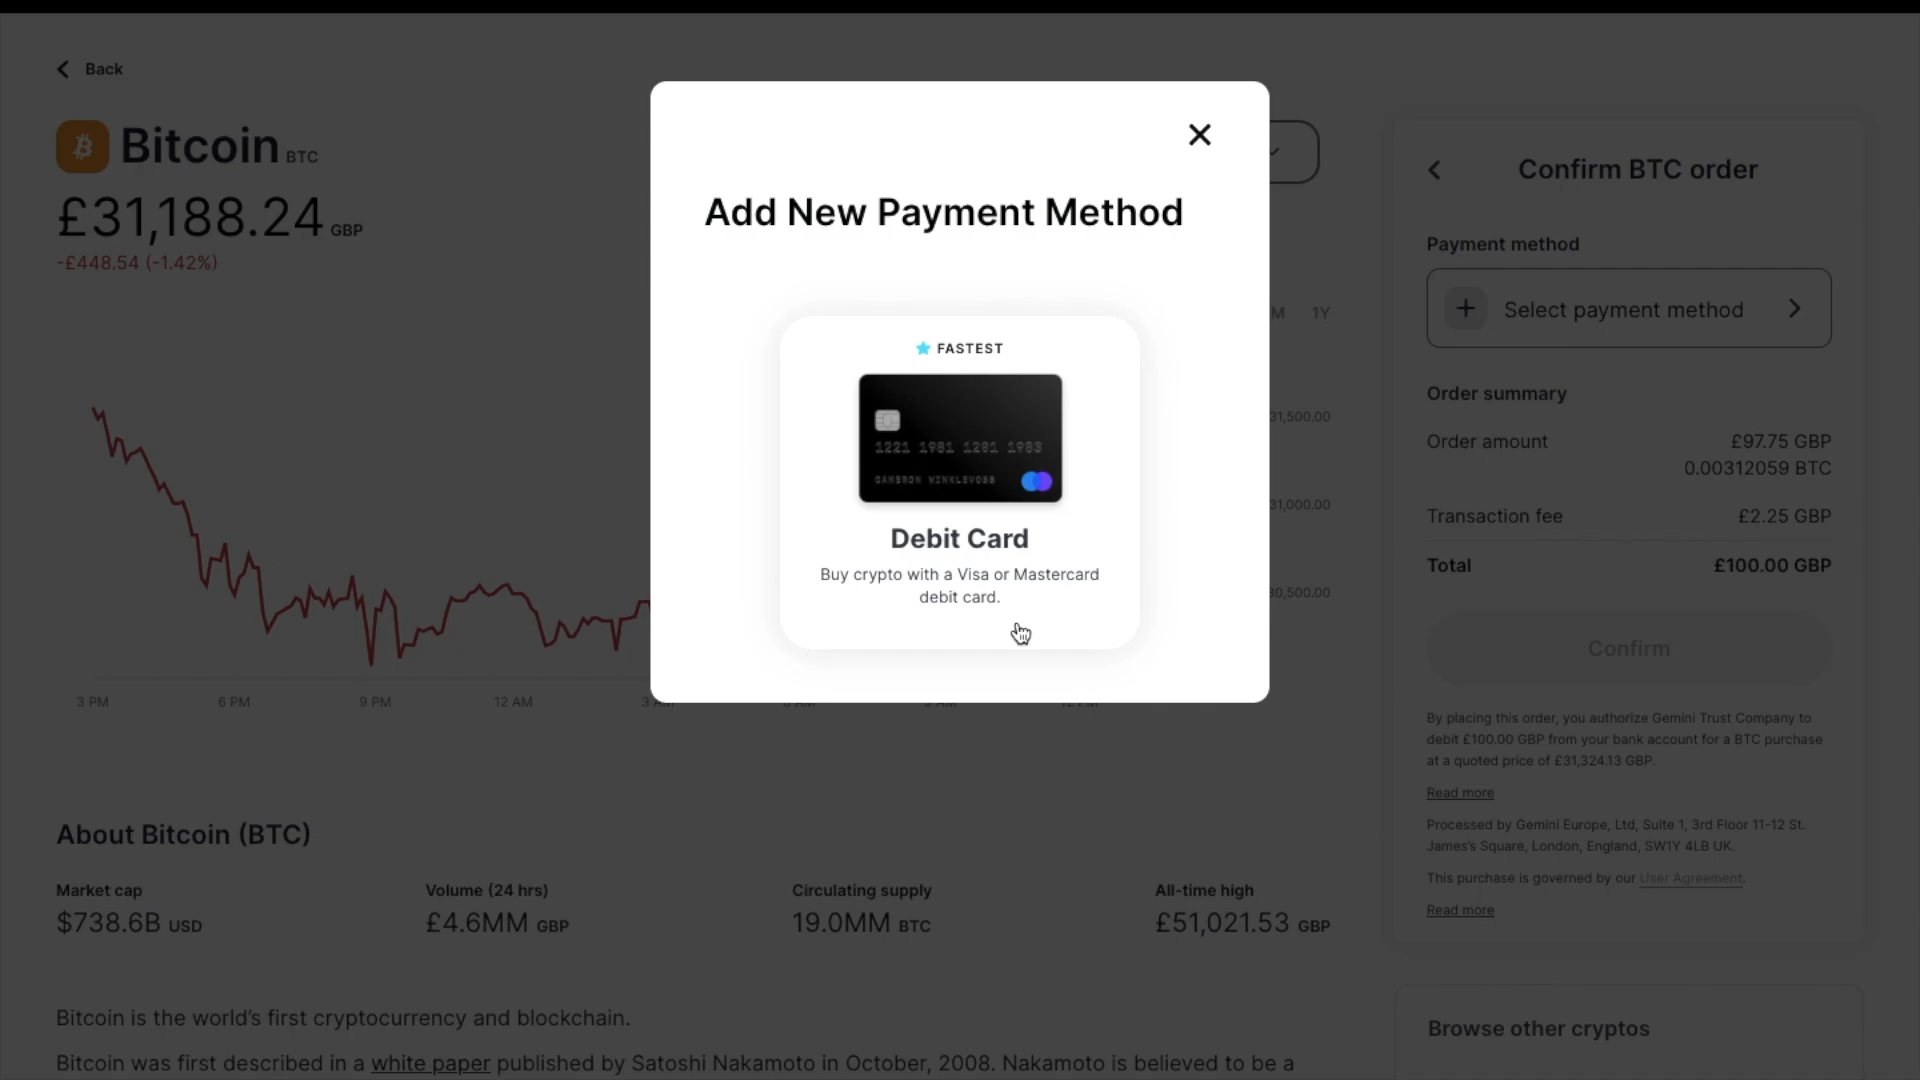 Back
Bitcoin BTC
£31,188.24 GBP
-£448.54 (-1.42%)
1Y
31,500.00
31,000.00
30,500.00
3 PM 6 PM 9 PM 12 AM
Add New Payment Method
FASTEST
1221 1981 1201 1983
CAMERON WINKLEVOSS
Debit Card
Buy crypto with a Visa or Mastercard
debit card.
Confirm BTC order
Payment method
Select payment method
Order summary
Order amount £97.75 GBP
0.00312059 BTC
Transaction fee £2.25 GBP
Total £100.00 GBP
Confirm
By placing this order, you authorize Gemini Trust Company to
debit £100.00 GBP from your bank account for a BTC purchase
at a quoted price of £31,324.13 GBP.
Read more
Processed by Gemini Europe, Ltd, Suite 1, 3rd Floor 11-12 St.
James's Square, London, England, SW1Y 4LB UK.
This purchase is governed by our User Agreement.
Read more
About Bitcoin (BTC)
Market cap Volume (24 hrs) Circulating supply All-time high
$738.6B USD £4.6MM GBP 19.0MM BTC £51,021.53 GBP
Bitcoin is the world's first cryptocurrency and blockchain.
Bitcoin was first described in a white paper published by Satoshi Nakamoto in October, 2008. Nakamoto is believed to be a
Browse other cryptos